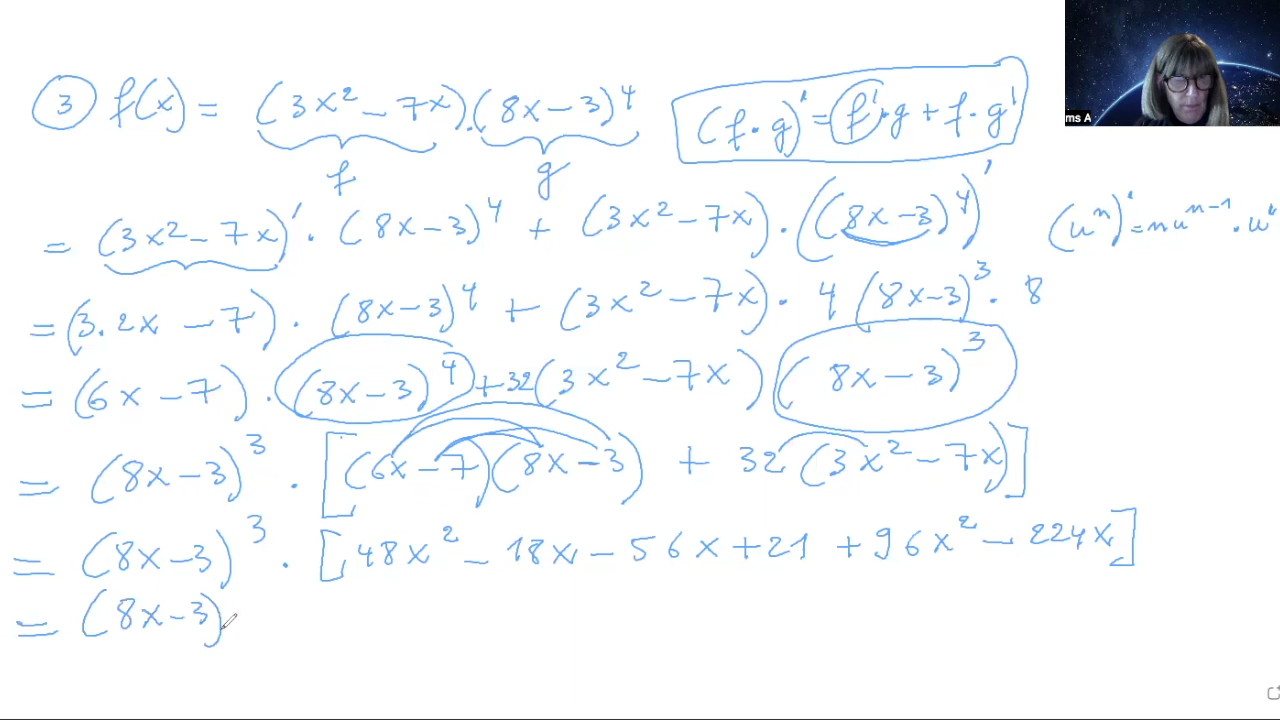 ③ f(x) = (3x² - 7x).(8x-3)⁴ (f·g)' = f'·g + f·g'
f g
= (3x² - 7x)' · (8x-3)⁴ + (3x² - 7x) · ((8x-3)⁴)' (uⁿ)' = nuⁿ⁻¹ · u'
= (3.2x - 7) · (8x-3)⁴ + (3x² - 7x) · 4 (8x-3)³ · 8
= (6x - 7) · (8x-3)⁴ + 32 (3x² - 7x) (8x-3)³
= (8x-3)³ · [(6x-7)(8x-3) + 32 (3x² - 7x)]
= (8x-3)³ · [48x² - 18x - 56x + 21 + 96x² - 224x]
= (8x-3)
ms A